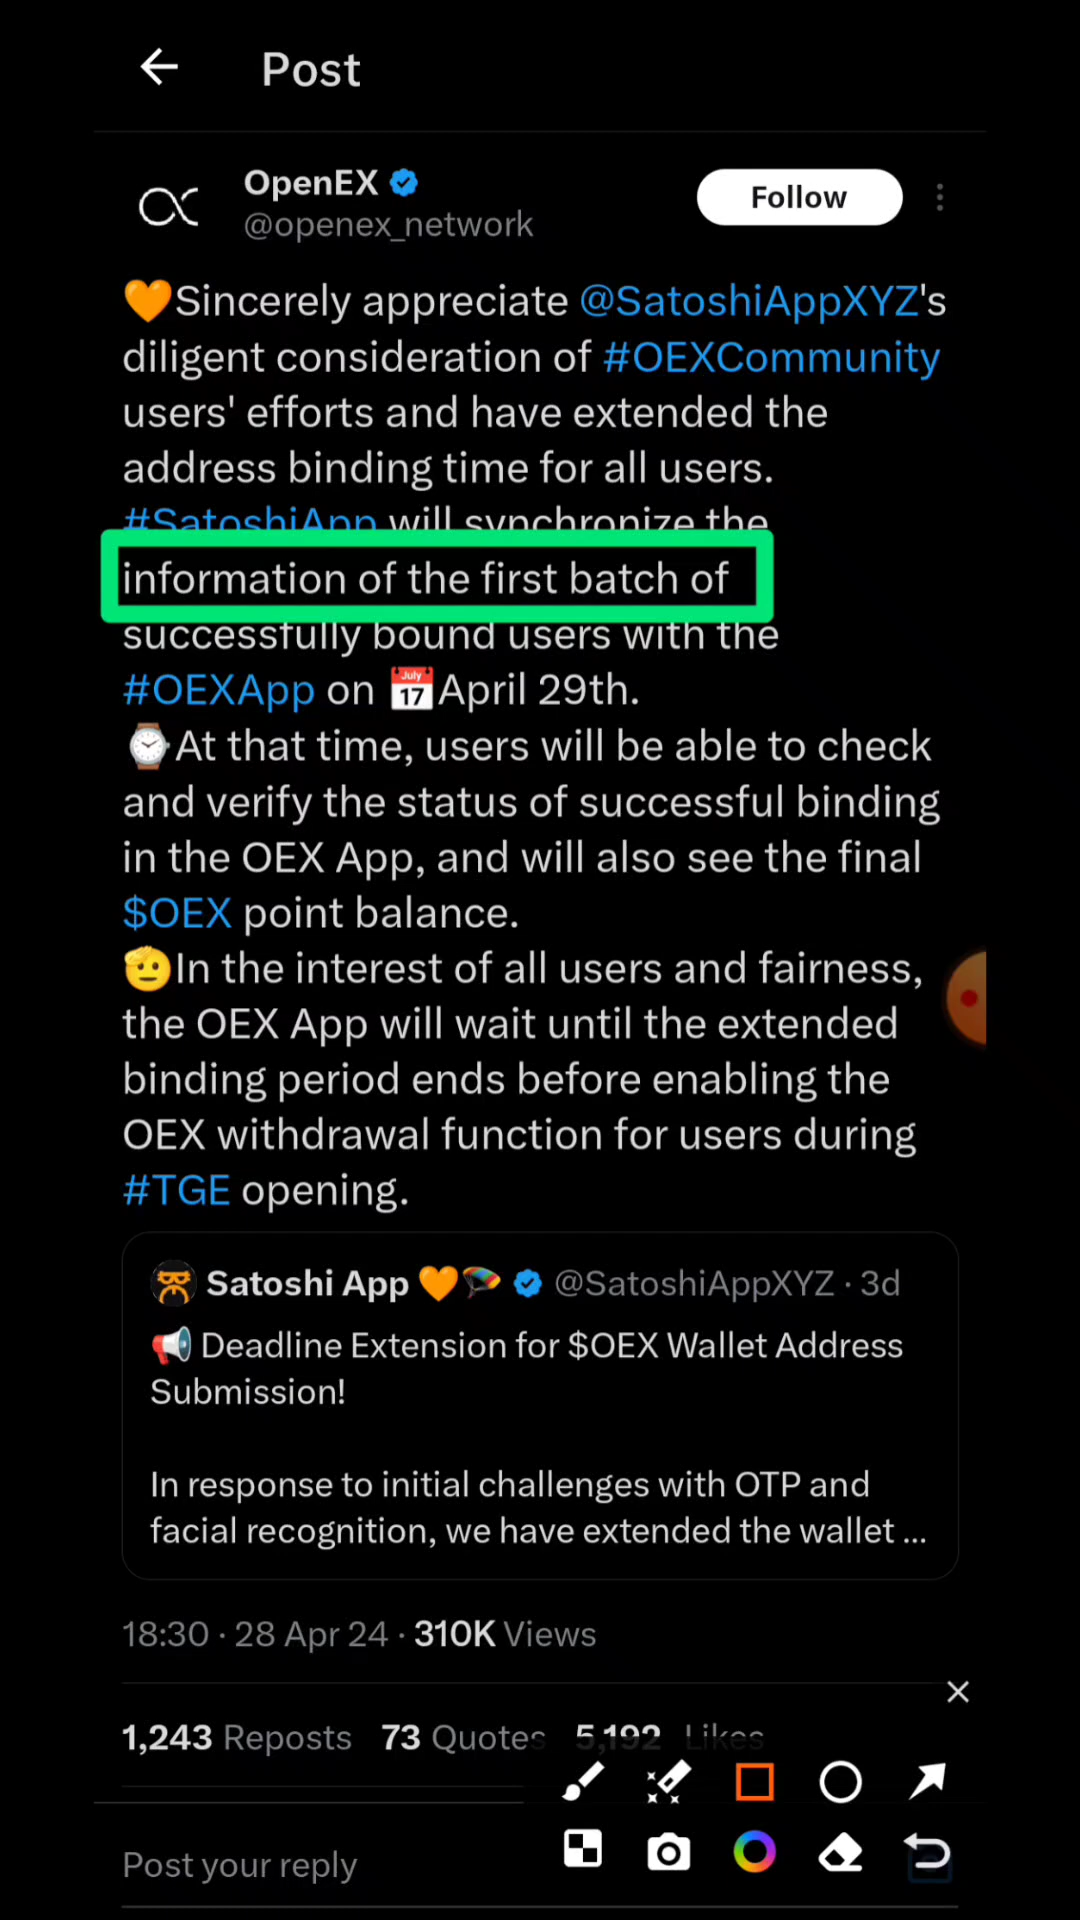 Post
OpenEX
@openex_network
Follow
🧡Sincerely appreciate @SatoshiAppXYZ's
diligent consideration of #OEXCommunity
users' efforts and have extended the
address binding time for all users.
#SatoshiApp will synchronize the
information of the first batch of
successfully bound users with the
#OEXApp on 📅April 29th.
⌚At that time, users will be able to check
and verify the status of successful binding
in the OEX App, and will also see the final
$OEX point balance.
🫡In the interest of all users and fairness,
the OEX App will wait until the extended
binding period ends before enabling the
OEX withdrawal function for users during
#TGE opening.
Satoshi App 🧡🪂 @SatoshiAppXYZ · 3d
📢 Deadline Extension for $OEX Wallet Address
Submission!
In response to initial challenges with OTP and
facial recognition, we have extended the wallet ...
18:30 · 28 Apr 24 · 310K Views
1,243 Reposts 73 Quotes 5,192 Likes
Post your reply